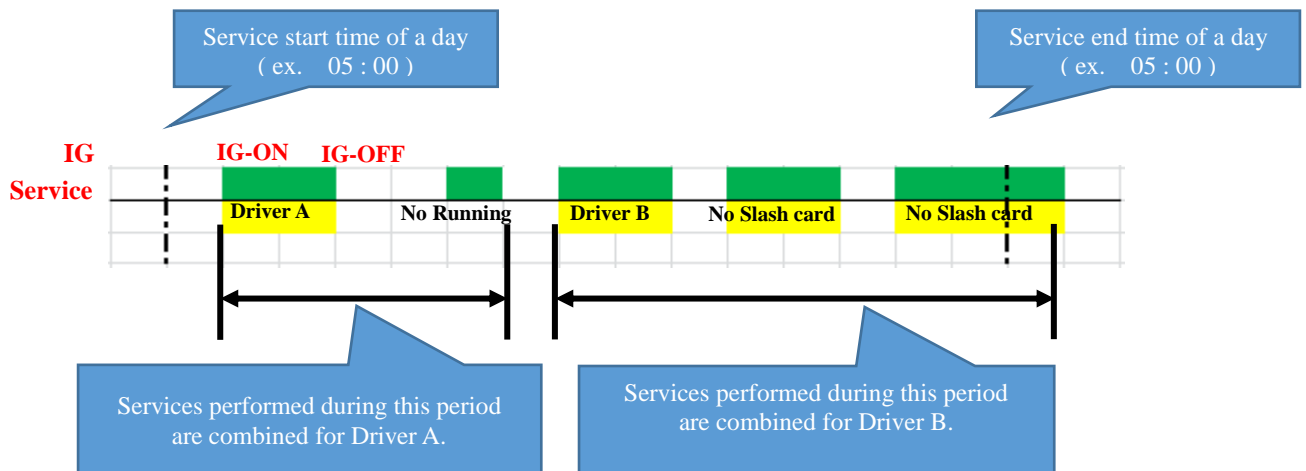 Service start time of a day
( ex. 05 : 00 )
Service end time of a day
( ex. 05 : 00 )
IG
IG-ON
IG-OFF
Service
Driver A
No Running
Driver B
No Slash card
No Slash card
Services performed during this period
are combined for Driver A.
Services performed during this period
are combined for Driver B.